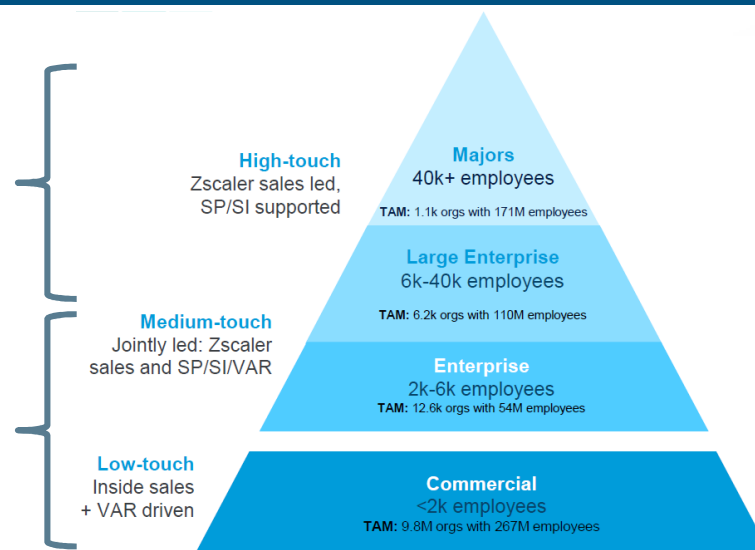 High-touch
Zscaler sales led,
SP/SI supported
Majors
40k+ employees
TAM: 1.1k orgs with 171M employees
Large Enterprise
6k-40k employees
TAM: 6.2k orgs with 110M employees
Medium-touch
Jointly led: Zscaler
sales and SP/SI/VAR
Enterprise
2k-6k employees
TAM: 12.6k orgs with 54M employees
Low-touch
Inside sales
+ VAR driven
Commercial
<2k employees
TAM: 9.8M orgs with 267M employees